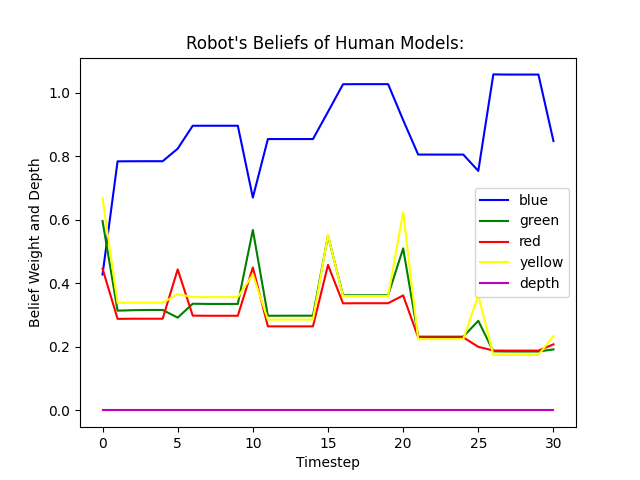 Robot's Beliefs of Human Models:
Belief Weight and Depth
1.0
0.8
0.6
0.4
0.2
0.0
blue
green
red
yellow
depth
0 5 10 15 20 25 30
Timestep